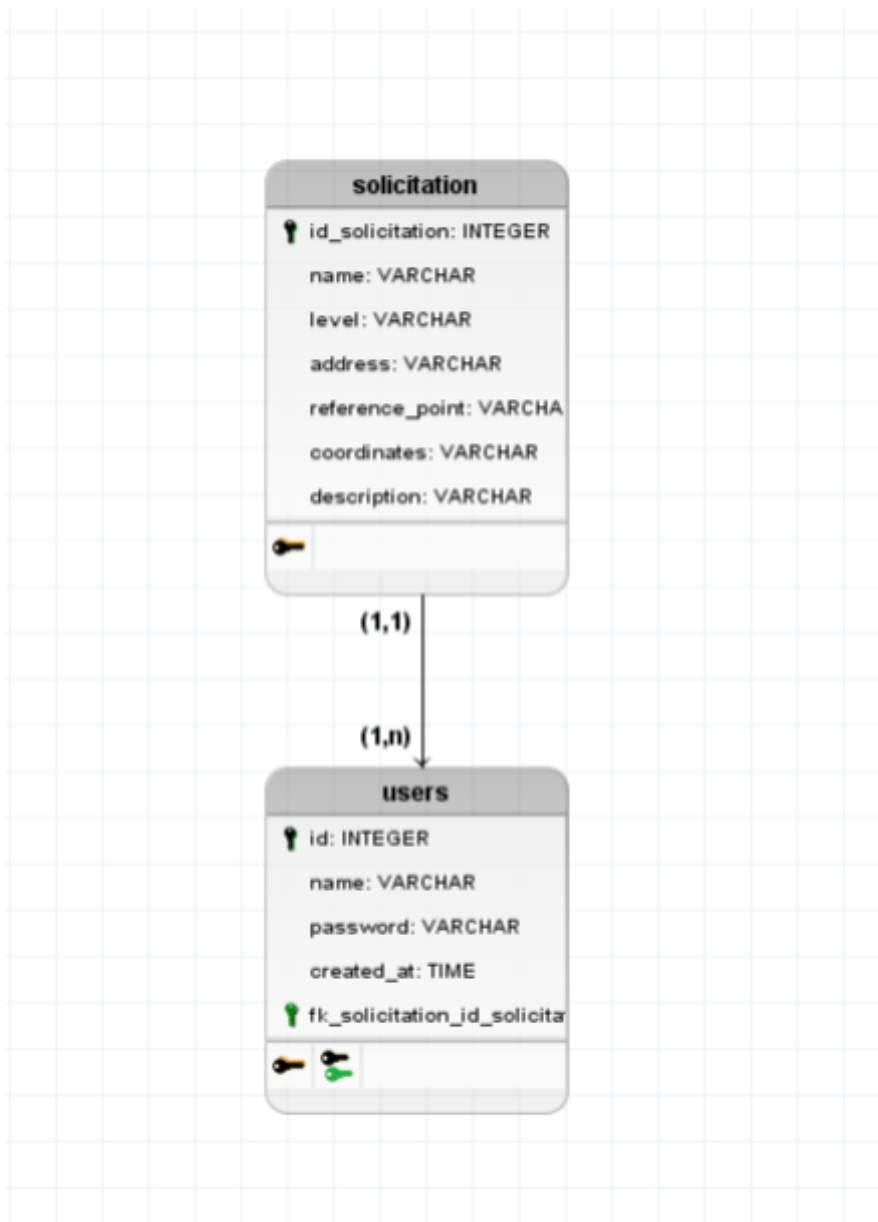 solicitation
id_solicitation: INTEGER
name: VARCHAR
level: VARCHAR
address: VARCHAR
reference_point: VARCHA
coordinates: VARCHAR
description: VARCHAR
(1,1)
(1,n)
users
id: INTEGER
name: VARCHAR
password: VARCHAR
created_at: TIME
fk_solicitation_id_solicita